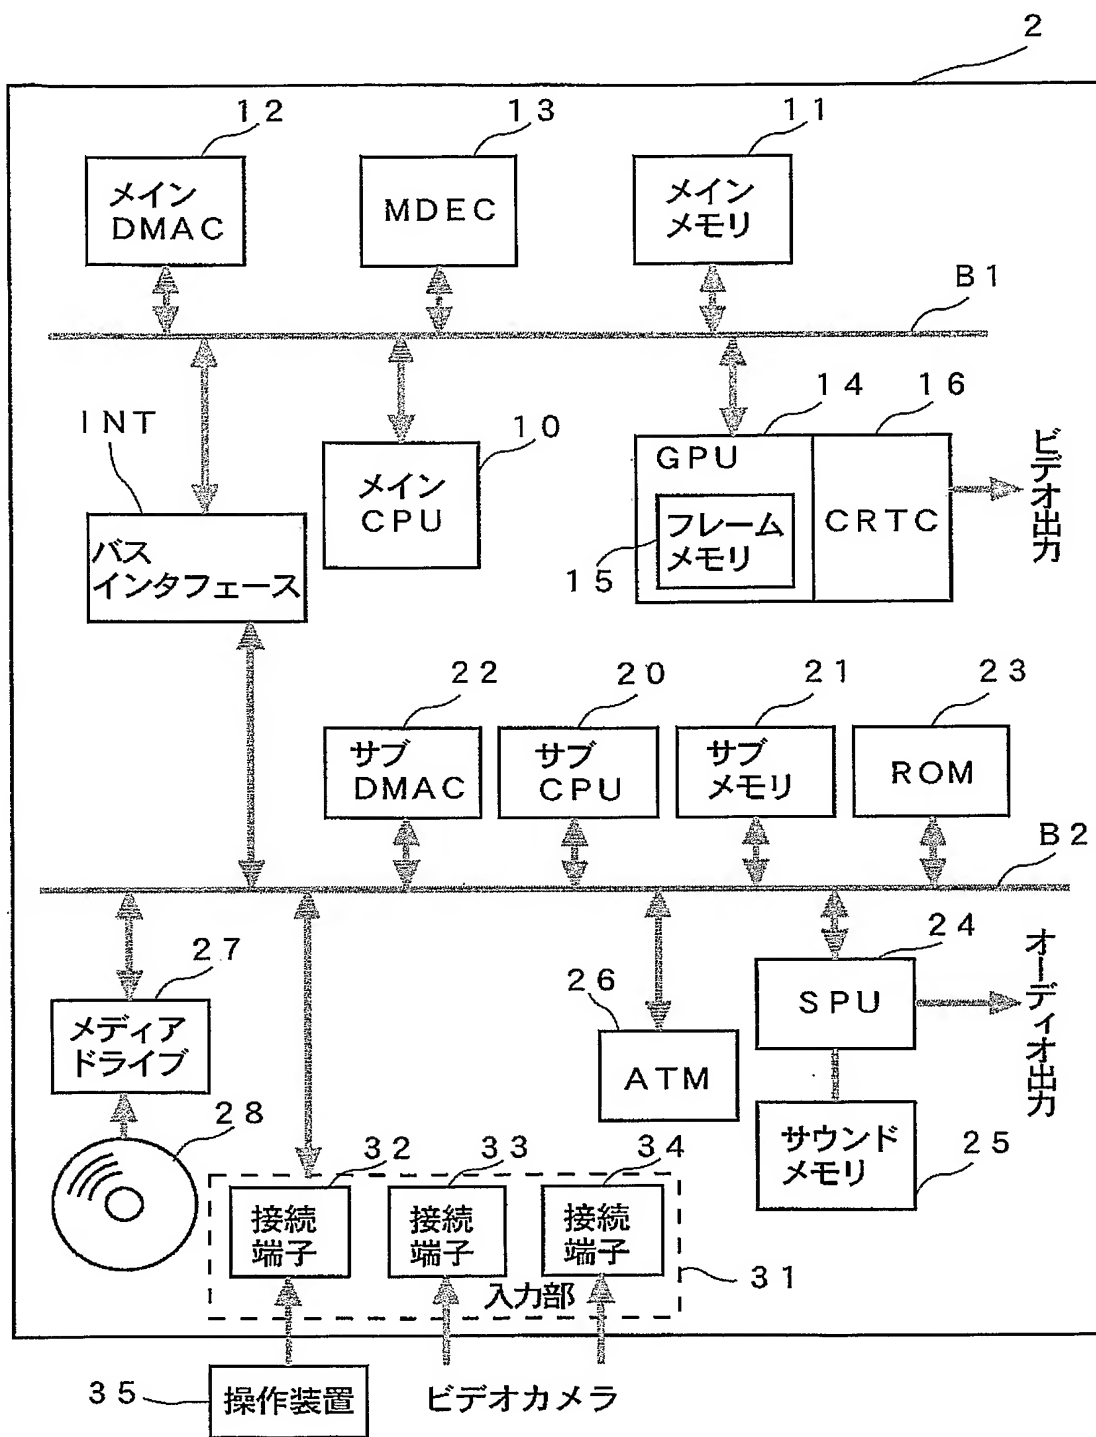 2
12
13
11
メイン
DMAC
MDEC
メイン
メモリ
B1
INT
10
14
16
バス
インタフェース
メイン
CPU
GPU
フレーム
メモリ
15
CRTC
ビデオ出力
22
20
21
23
サブ
DMAC
サブ
CPU
サブ
メモリ
ROM
B2
27
26
24
メディア
ドライブ
ATM
SPU
オーディオ出力
28
サウンド
メモリ
25
32
33
34
接続
端子
接続
端子
接続
端子
入力部
31
35
操作装置
ビデオカメラ